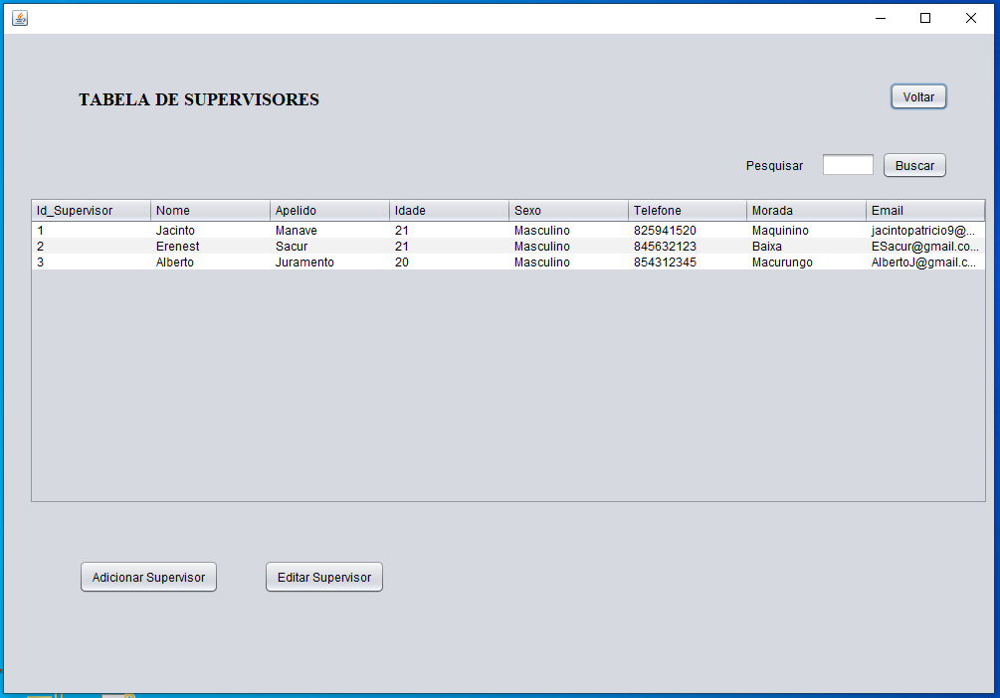 TABELA DE SUPERVISORES
Voltar
Pesquisar Buscar
Id_Supervisor Nome Apelido Idade Sexo Telefone Morada Email
1 Jacinto Manave 21 Masculino 825941520 Maquinino jacintopatricio9@...
2 Erenest Sacur 21 Masculino 845632123 Baixa ESacur@gmail.co...
3 Alberto Juramento 20 Masculino 854312345 Macurungo AlbertoJ@gmail.c...
Adicionar Supervisor Editar Supervisor